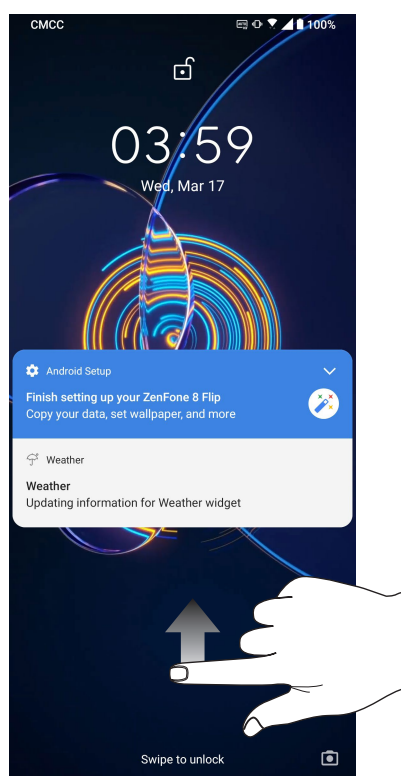 CMCC
100%
03:59
Wed, Mar 17
Android Setup
Finish setting up your ZenFone 8 Flip
Copy your data, set wallpaper, and more
Weather
Weather
Updating information for Weather widget
Swipe to unlock